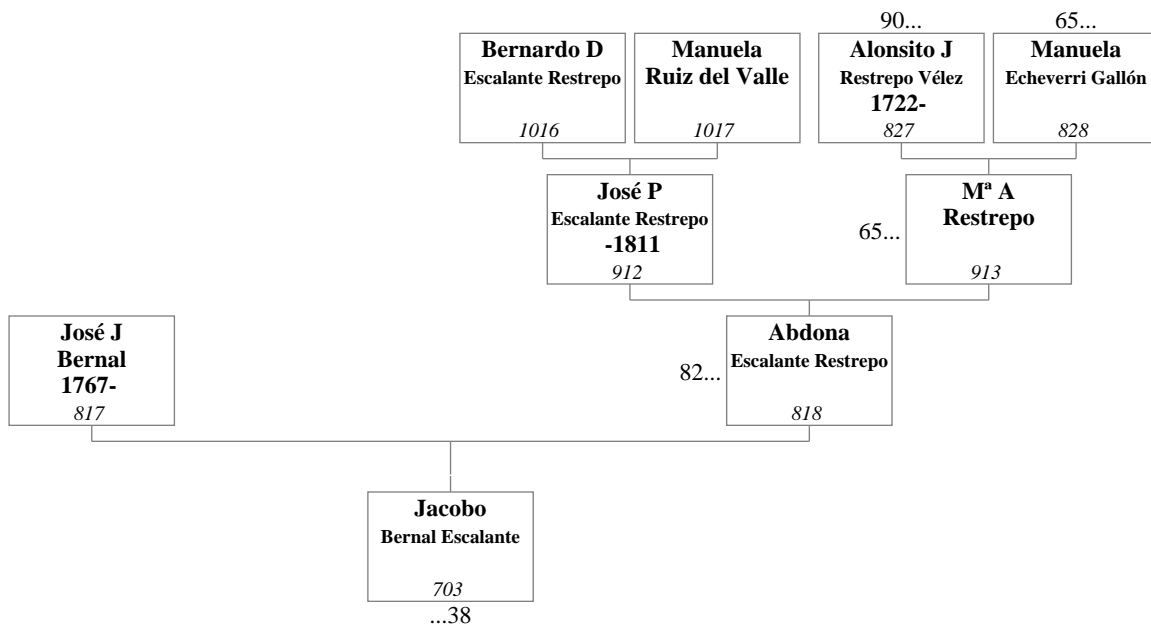 90...
65...
Bernardo D
Escalante Restrepo
1016
Manuela
Ruiz del Valle
1017
Alonsito J
Restrepo Vélez
1722-
827
Manuela
Echeverri Gallón
828
José P
Escalante Restrepo
-1811
912
65...
Mª A
Restrepo
913
José J
Bernal
1767-
817
82...
Abdona
Escalante Restrepo
818
Jacobo
Bernal Escalante
703
...38